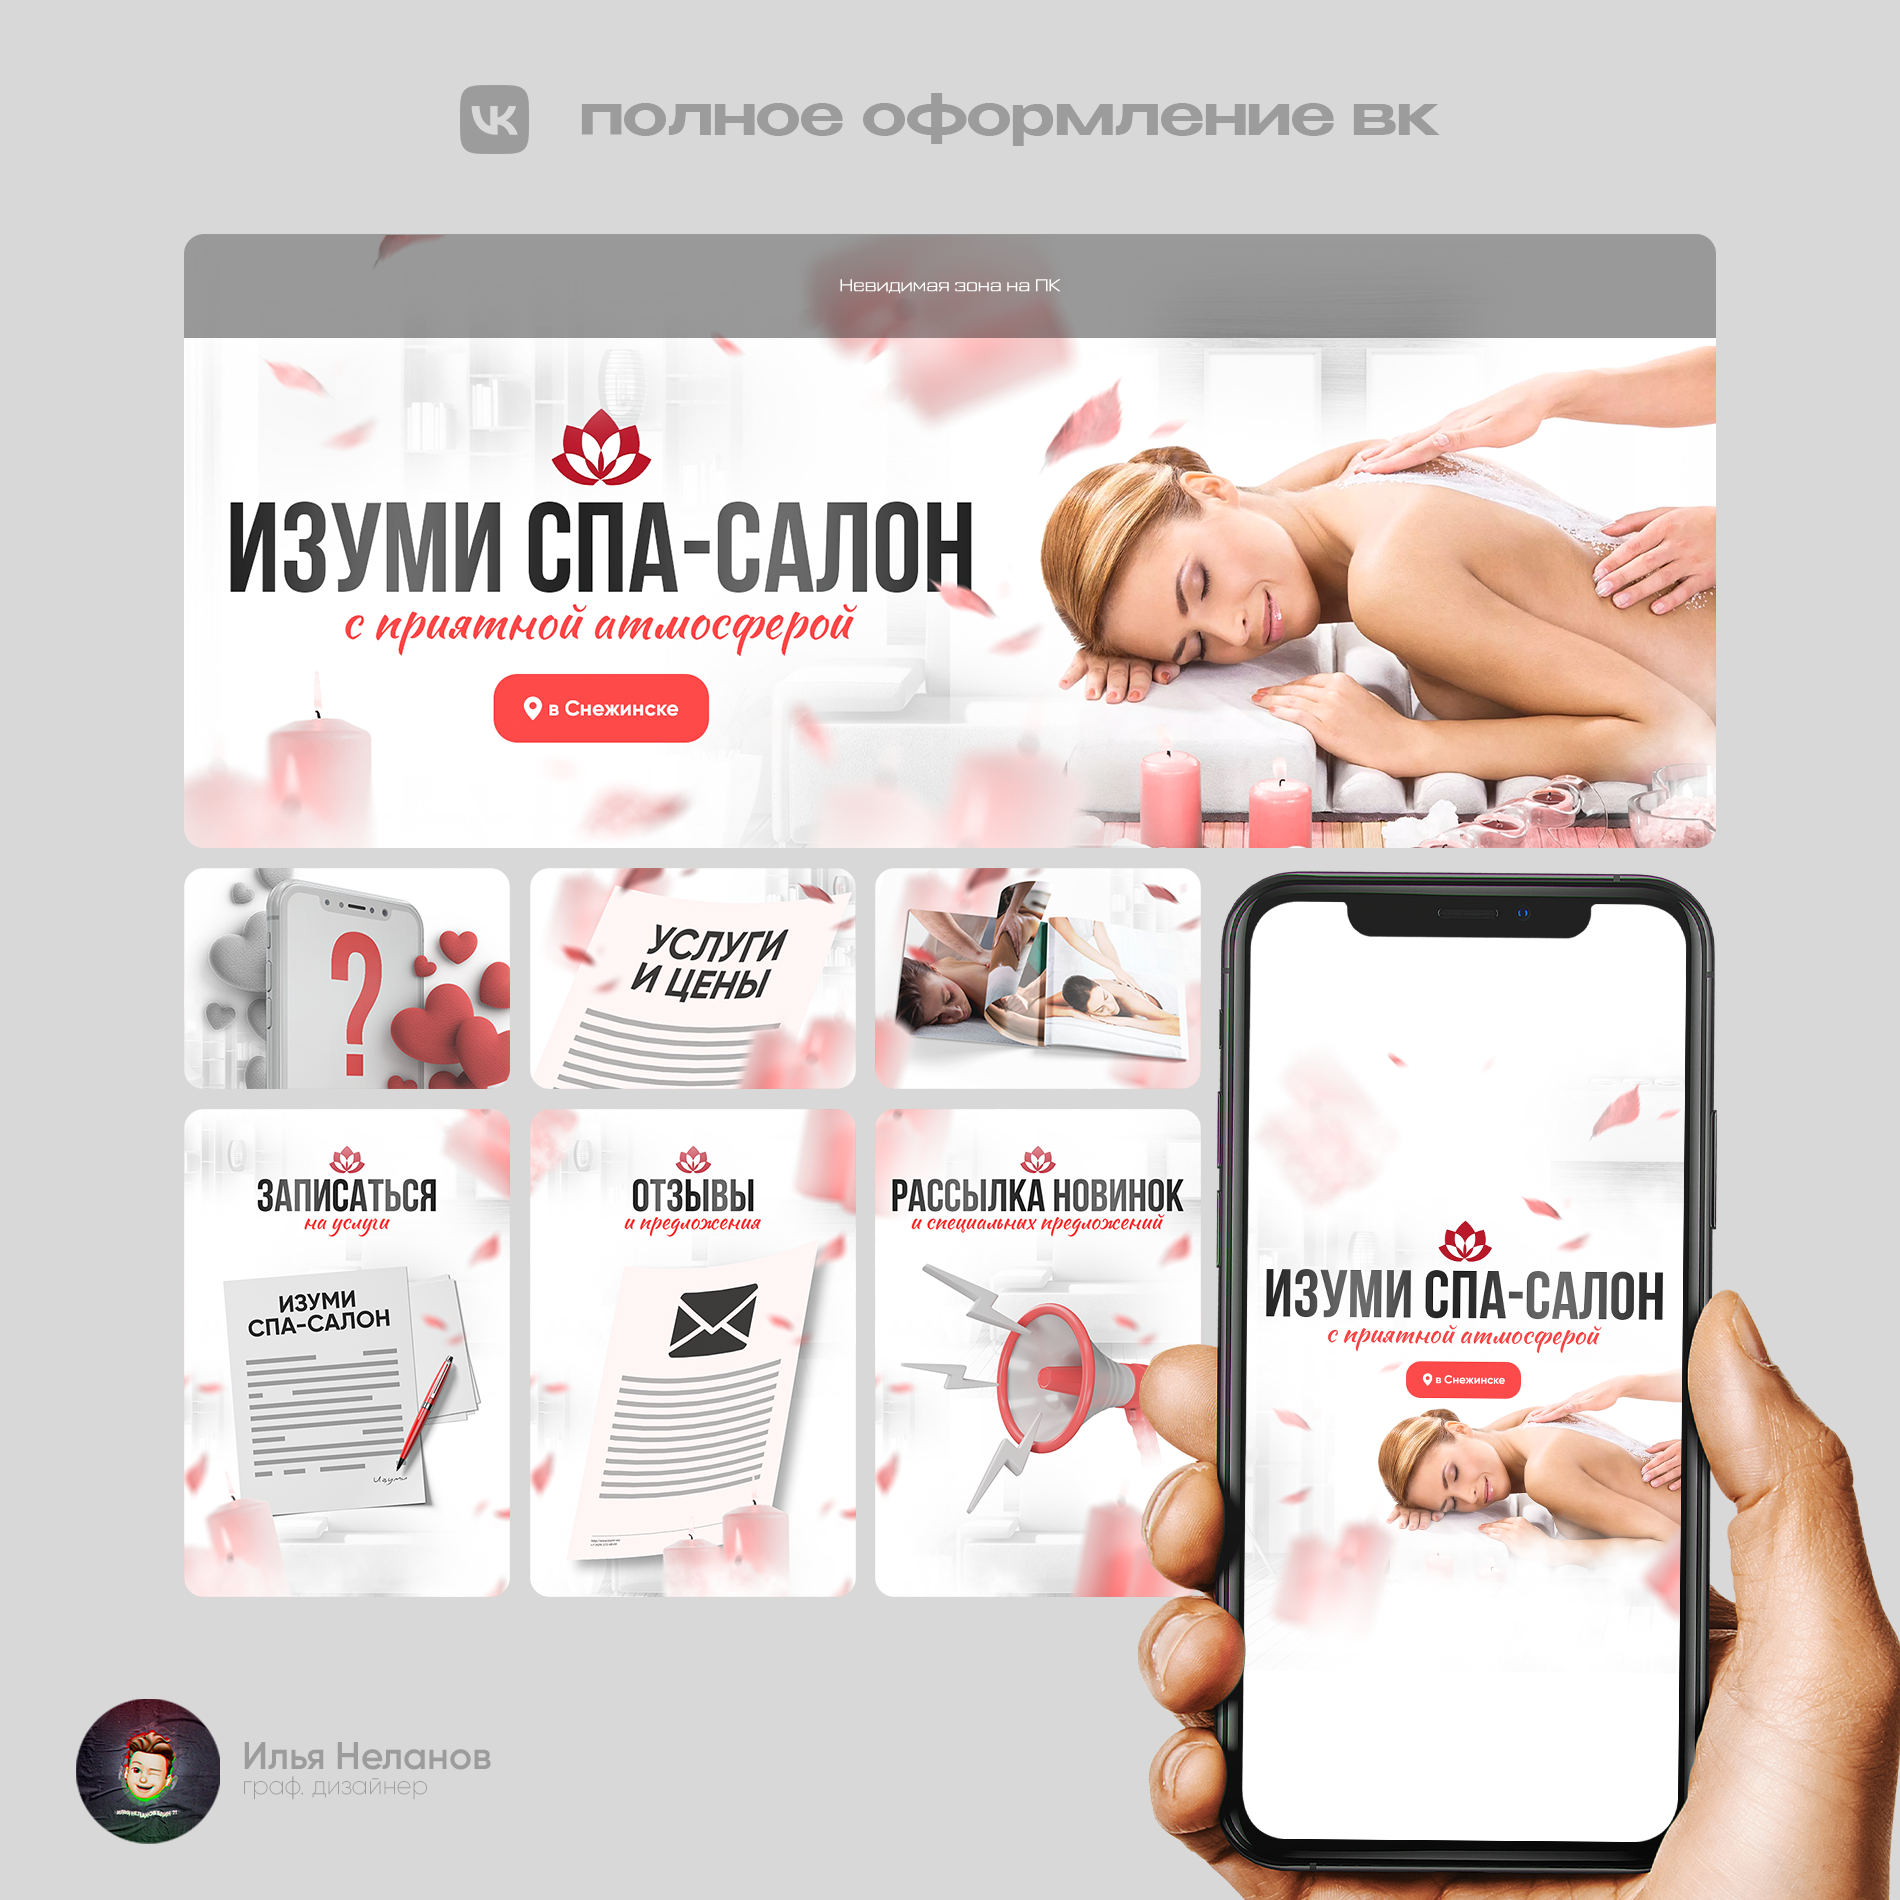 полное оформление вк
Невидимая зона на ПК
ИЗУМИ СПА-САЛОН
с приятной атмосферой
в Снежинске
?
УСЛУГИ
И ЦЕНЫ
ЗАПИСАТЬСЯ
на услуги
ИЗУМИ
СПА-САЛОН
Изуми
ОТЗЫВЫ
и предложения
РАССЫЛКА НОВИНОК
и специальных предложений
ИЗУМИ СПА-САЛОН
с приятной атмосферой
в Снежинске
Илья Неланов
граф. дизайнер